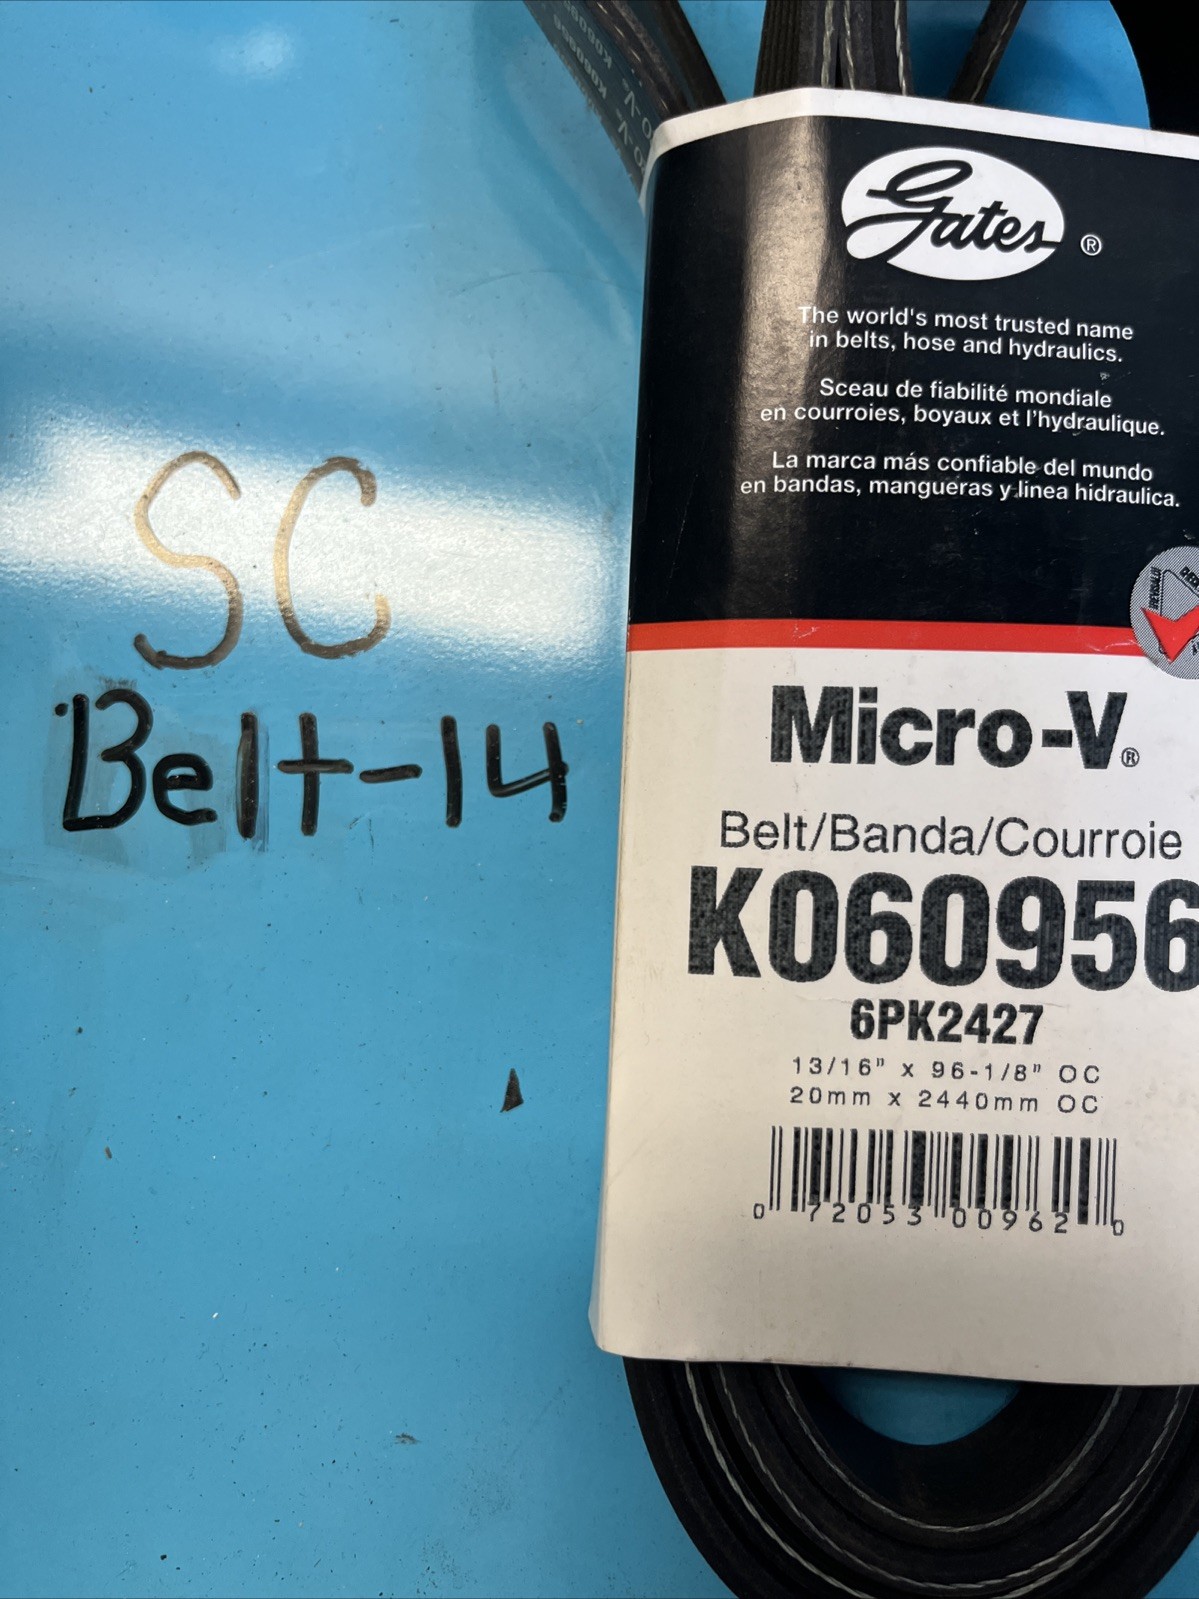 SC
Belt-14
Gates®
The world's most trusted name
in belts, hose and hydraulics.
Sceau de fiabilité mondiale
en courroies, boyaux et l'hydraulique.
La marca más confiable del mundo
en bandas, mangueras y linea hidraulica.
Micro-V®
Belt/Banda/Courroie
K060956
6PK2427
13/16" x 96-1/8" OC
20mm x 2440mm OC
0 72053 00962 0